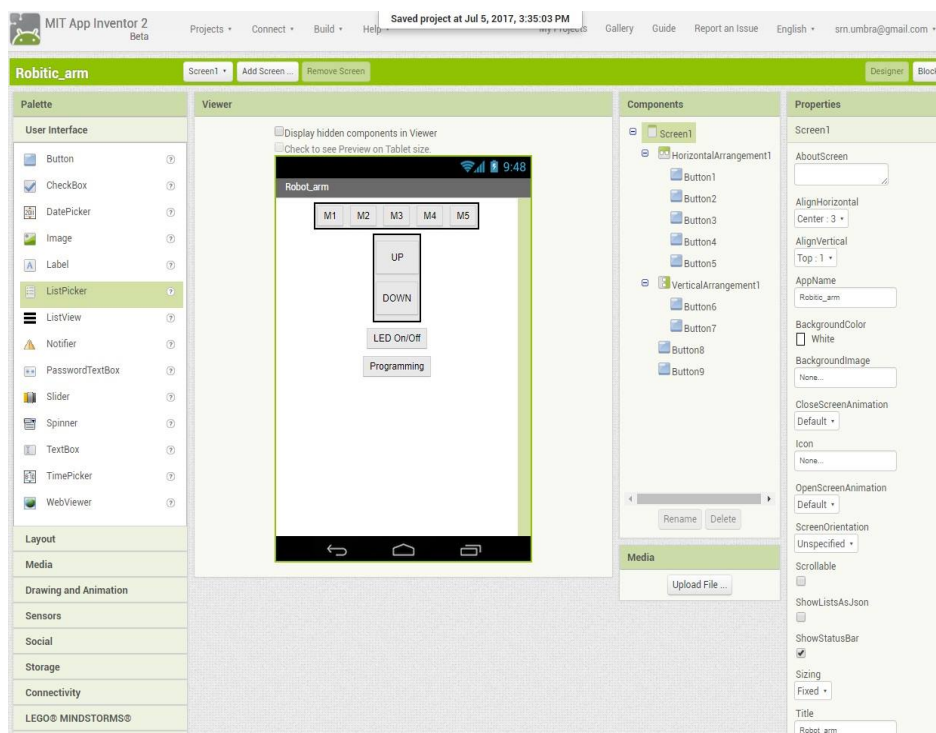 MIT App Inventor 2
Beta
Projects Connect Build Help My Projects Gallery Guide Report an Issue English srn.umbra@gmail.com
Saved project at Jul 5, 2017, 3:35:03 PM
Robitic_arm
Screen1 Add Screen ... Remove Screen
Designer Block
Palette
User Interface
Button
CheckBox
DatePicker
Image
Label
ListPicker
ListView
Notifier
PasswordTextBox
Slider
Spinner
TextBox
TimePicker
WebViewer
Layout
Media
Drawing and Animation
Sensors
Social
Storage
Connectivity
LEGO® MINDSTORMS®
Viewer
Display hidden components in Viewer
Check to see Preview on Tablet size.
9:48
Robot_arm
M1 M2 M3 M4 M5
UP
DOWN
LED On/Off
Programming
Components
Screen1
HorizontalArrangement1
Button1
Button2
Button3
Button4
Button5
VerticalArrangement1
Button6
Button7
Button8
Button9
Rename Delete
Media
Upload File ...
Properties
Screen1
AboutScreen
AlignHorizontal
Center : 3
AlignVertical
Top : 1
AppName
Robitic_arm
BackgroundColor
White
BackgroundImage
None...
CloseScreenAnimation
Default
Icon
None...
OpenScreenAnimation
Default
ScreenOrientation
Unspecified
Scrollable
ShowListsAsJson
ShowStatusBar
Sizing
Fixed
Title
Robot_arm